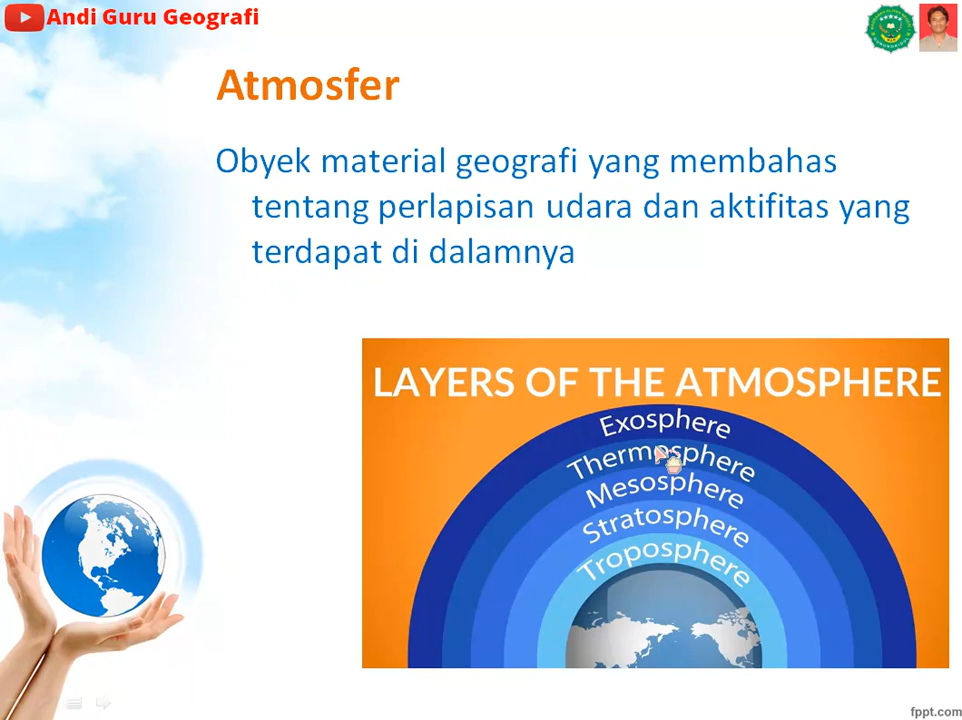 Andi Guru Geografi
Atmosfer
Obyek material geografi yang membahas
tentang perlapisan udara dan aktifitas yang
terdapat di dalamnya
LAYERS OF THE ATMOSPHERE
Exosphere
Thermosphere
Mesosphere
Stratosphere
Troposphere
fppt.com